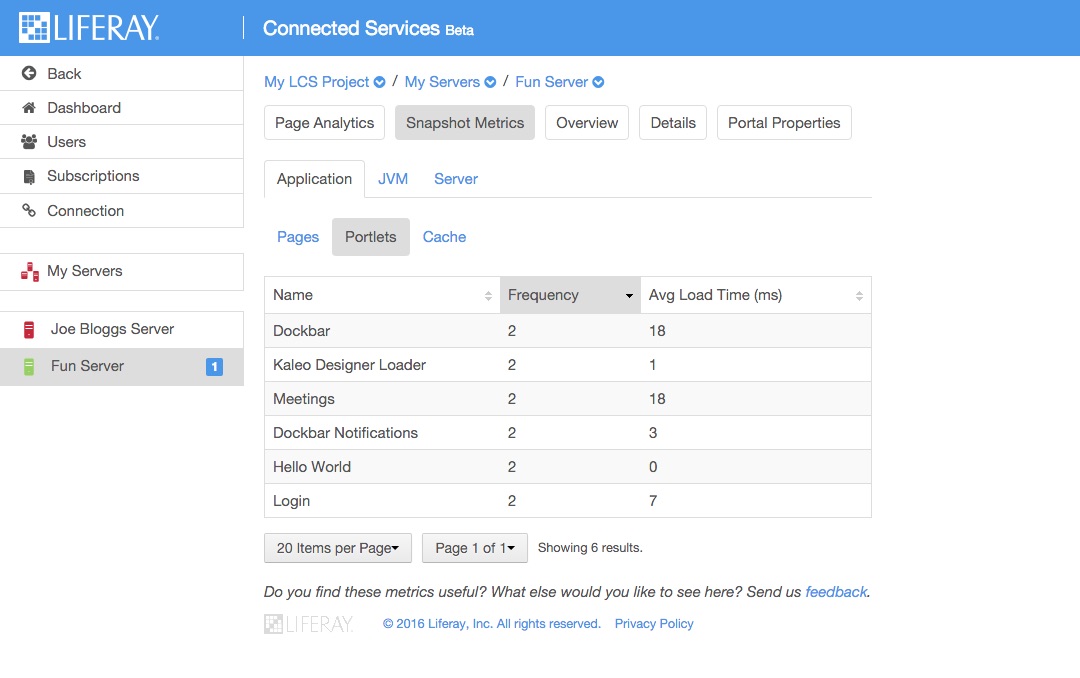 LIFERAY.
Connected Services Beta
Back
Dashboard
Users
Subscriptions
Connection
My Servers
Joe Bloggs Server
Fun Server 1
My LCS Project / My Servers / Fun Server
Page Analytics Snapshot Metrics Overview Details Portal Properties
Application JVM Server
Pages Portlets Cache
Name Frequency Avg Load Time (ms)
Dockbar 2 18
Kaleo Designer Loader 2 1
Meetings 2 18
Dockbar Notifications 2 3
Hello World 2 0
Login 2 7
20 Items per Page Page 1 of 1 Showing 6 results.
Do you find these metrics useful? What else would you like to see here? Send us feedback.
LIFERAY. © 2016 Liferay, Inc. All rights reserved. Privacy Policy